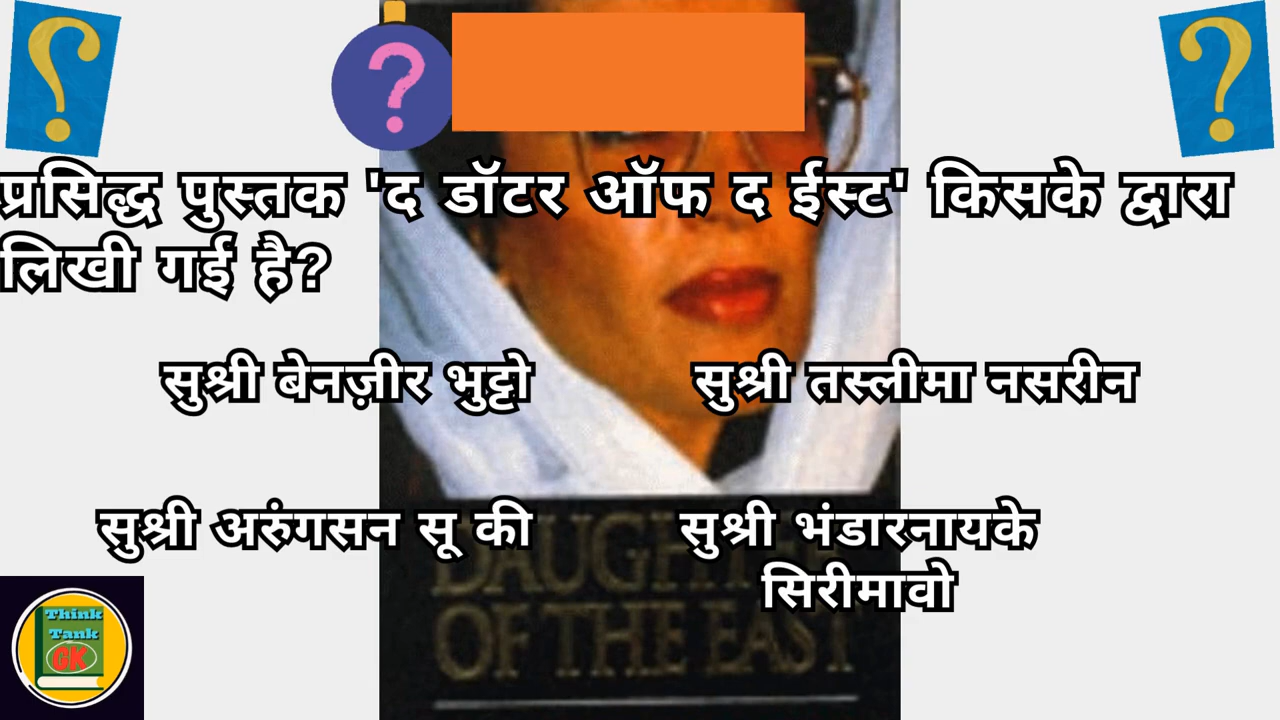 प्रसिद्ध पुस्तक 'द डॉटर ऑफ द ईस्ट' किसके द्वारा
लिखी गई है?
सुश्री बेनज़ीर भुट्टो
सुश्री तस्लीमा नसरीन
सुश्री अरुंगसन सू की
सुश्री भंडारनायके
सिरीमावो
DAUGHTER
OF THE EAST
Think
Tank
GK